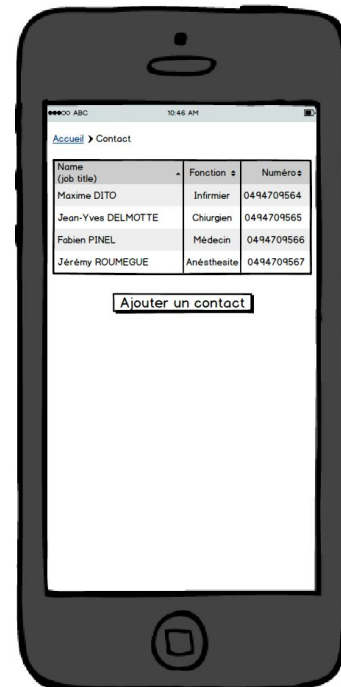 ABC 10:46 AM
Accueil > Contact
Name
(job title) Fonction Numéro
Maxime DITO Infirmier 0494709564
Jean-Yves DELMOTTE Chiurgien 0494709565
Fabien PINEL Médecin 0494709566
Jérémy ROUMEGUE Anésthesite 0494709567
Ajouter un contact